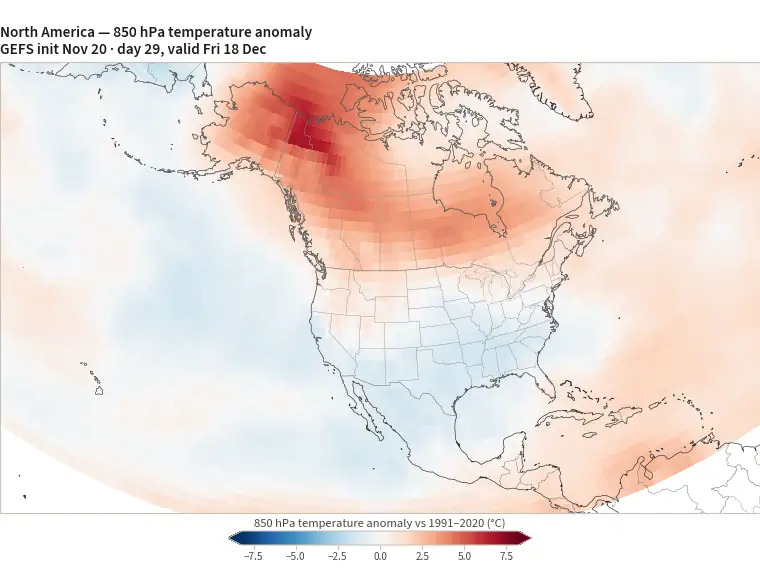 North America — 850 hPa temperature anomaly
GEFS init Nov 20 · day 29, valid Fri 18 Dec
850 hPa temperature anomaly vs 1991–2020 (°C)
−7.5 −5.0 −2.5 0.0 2.5 5.0 7.5